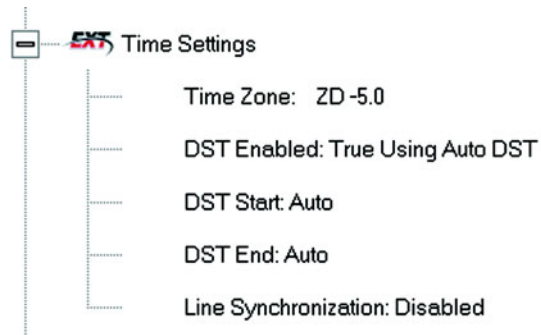 EXT Time Settings
Time Zone: ZD -5.0
DST Enabled: True Using Auto DST
DST Start: Auto
DST End: Auto
Line Synchronization: Disabled